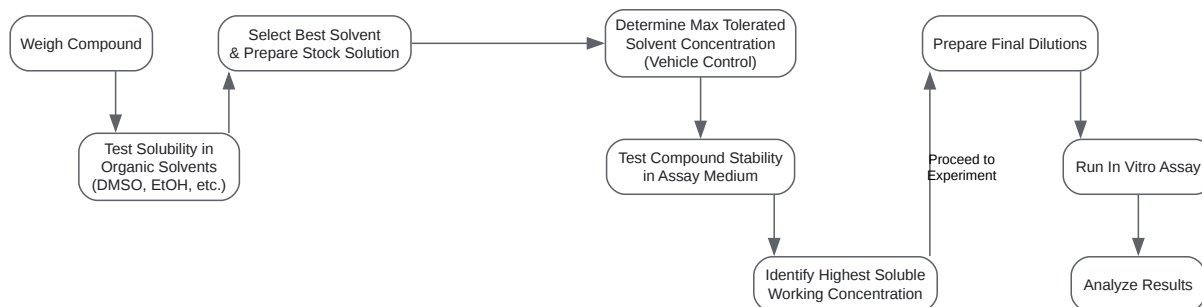 Weigh Compound
Test Solubility in
Organic Solvents
(DMSO, EtOH, etc.)
Select Best Solvent
& Prepare Stock Solution
Determine Max Tolerated
Solvent Concentration
(Vehicle Control)
Test Compound Stability
in Assay Medium
Identify Highest Soluble
Working Concentration
Proceed to
Experiment
Prepare Final Dilutions
Run In Vitro Assay
Analyze Results